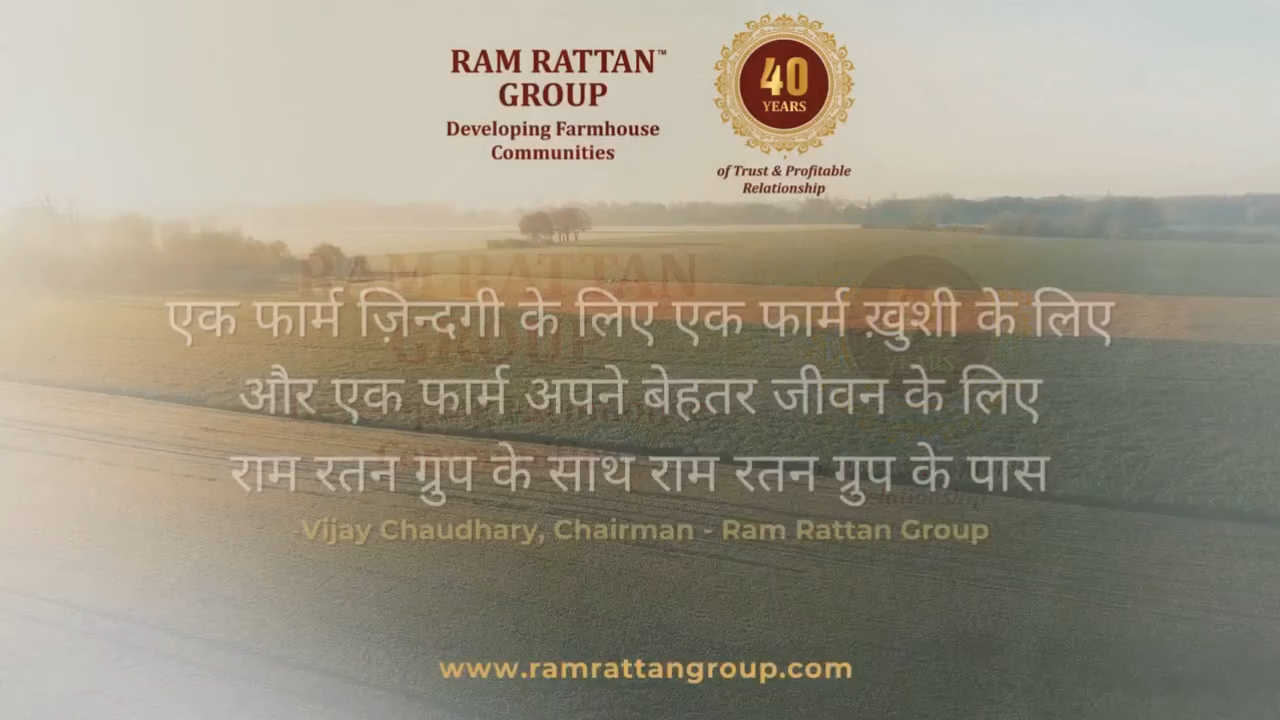 RAM RATTAN™
GROUP
Developing Farmhouse
Communities
40
YEARS
of Trust & Profitable
Relationship
एक फार्म ज़िन्दगी के लिए एक फार्म ख़ुशी के लिए
और एक फार्म अपने बेहतर जीवन के लिए
राम रतन ग्रुप के साथ राम रतन ग्रुप के पास
Vijay Chaudhary, Chairman - Ram Rattan Group
www.ramrattangroup.com